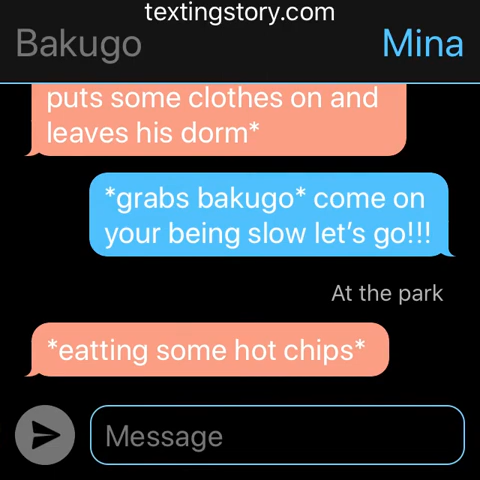 textingstory.com
Bakugo
Mina
puts some clothes on and
leaves his dorm*
*grabs bakugo* come on
your being slow let’s go!!!
At the park
*eatting some hot chips*
Message